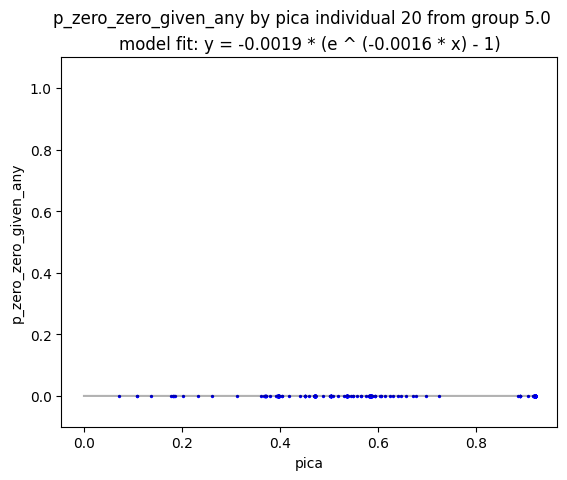 p_zero_zero_given_any by pica individual 20 from group 5.0
model fit: y = -0.0019 * (e ^ (-0.0016 * x) - 1)
1.0
0.8
0.6
0.4
0.2
0.0
p_zero_zero_given_any
0.0 0.2 0.4 0.6 0.8
pica